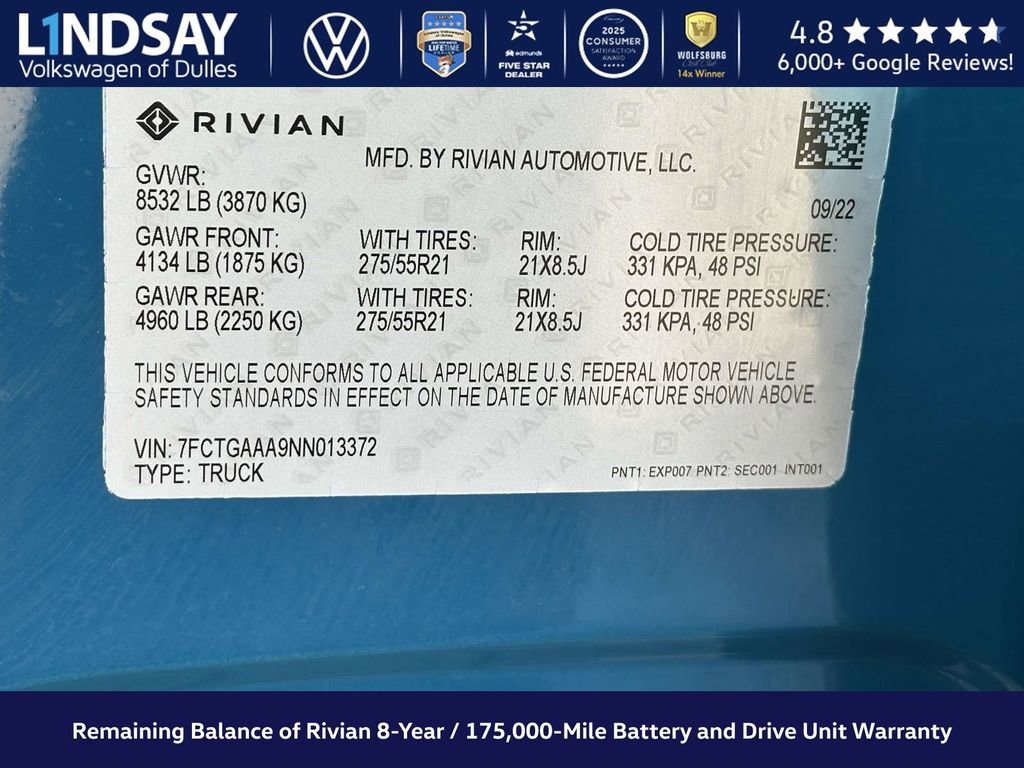 L1NDSAY
Volkswagen of Dulles
LIFETIME
edmunds
FIVE STAR
DEALER
2025
CONSUMER
SATISFACTION
AWARD
WOLFSBURG
Crest Club
14x Winner
4.8
6,000+ Google Reviews!
RIVIAN
MFD. BY RIVIAN AUTOMOTIVE, LLC.
GVWR:
8532 LB (3870 KG)
09/22
GAWR FRONT: WITH TIRES: RIM: COLD TIRE PRESSURE:
4134 LB (1875 KG) 275/55R21 21X8.5J 331 KPA, 48 PSI
GAWR REAR: WITH TIRES: RIM: COLD TIRE PRESSURE:
4960 LB (2250 KG) 275/55R21 21X8.5J 331 KPA, 48 PSI
THIS VEHICLE CONFORMS TO ALL APPLICABLE U.S. FEDERAL MOTOR VEHICLE
SAFETY STANDARDS IN EFFECT ON THE DATE OF MANUFACTURE SHOWN ABOVE.
VIN: 7FCTGAAA9NN013372
TYPE: TRUCK
PNT1: EXP007 PNT2: SEC001 INT001
Remaining Balance of Rivian 8-Year / 175,000-Mile Battery and Drive Unit Warranty